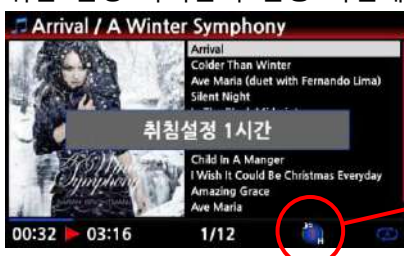 Arrival / A Winter Symphony
Arrival
Colder Than Winter
Ave Maria (duet with Fernando Lima)
Silent Night
취침설정 1시간
Child In A Manger
I Wish It Could Be Christmas Everyday
Amazing Grace
Ave Maria
Winter
Symphony
00:32 03:16
1/12